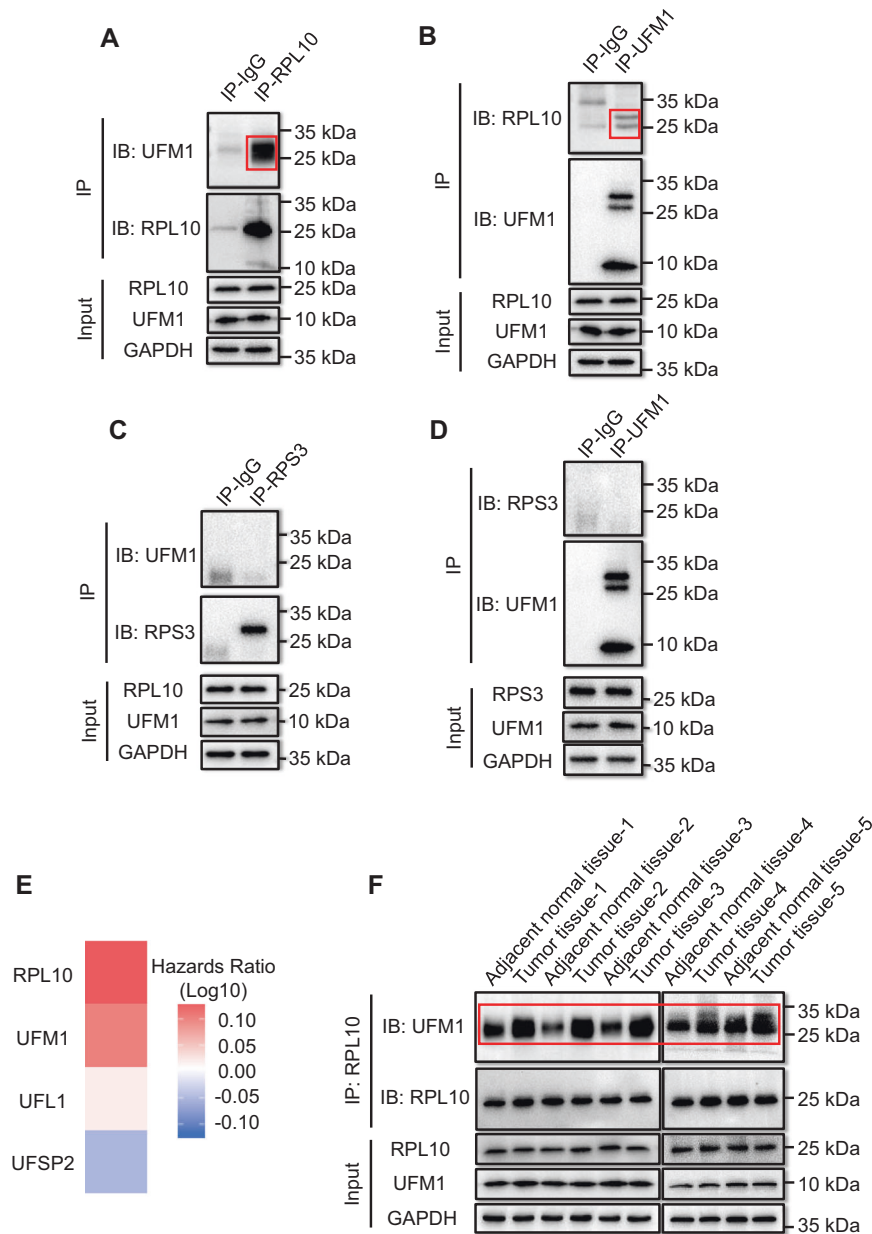 A
IP-IgG
IP-RPL10
IP
IB: UFM1
35 kDa
25 kDa
IB: RPL10
35 kDa
25 kDa
10 kDa
Input
RPL10
25 kDa
UFM1
10 kDa
GAPDH
35 kDa
B
IP-IgG
IP-UFM1
IP
IB: RPL10
35 kDa
25 kDa
IB: UFM1
35 kDa
25 kDa
10 kDa
Input
RPL10
25 kDa
UFM1
10 kDa
GAPDH
35 kDa
C
IP-IgG
IP-RPS3
IP
IB: UFM1
35 kDa
25 kDa
IB: RPS3
35 kDa
25 kDa
Input
RPL10
25 kDa
UFM1
10 kDa
GAPDH
35 kDa
D
IP-IgG
IP-UFM1
IP
IB: RPS3
35 kDa
25 kDa
IB: UFM1
35 kDa
25 kDa
10 kDa
Input
RPS3
25 kDa
UFM1
10 kDa
GAPDH
35 kDa
E
RPL10
UFM1
UFL1
UFSP2
Hazards Ratio
(Log10)
0.10
0.05
0.00
-0.05
-0.10
F
Adjacent normal tissue-1
Tumor tissue-1
Adjacent normal tissue-2
Tumor tissue-2
Adjacent normal tissue-3
Tumor tissue-3
Adjacent normal tissue-4
Tumor tissue-4
Adjacent normal tissue-5
Tumor tissue-5
IP: RPL10
IB: UFM1
35 kDa
25 kDa
IB: RPL10
25 kDa
Input
RPL10
25 kDa
UFM1
10 kDa
GAPDH
35 kDa